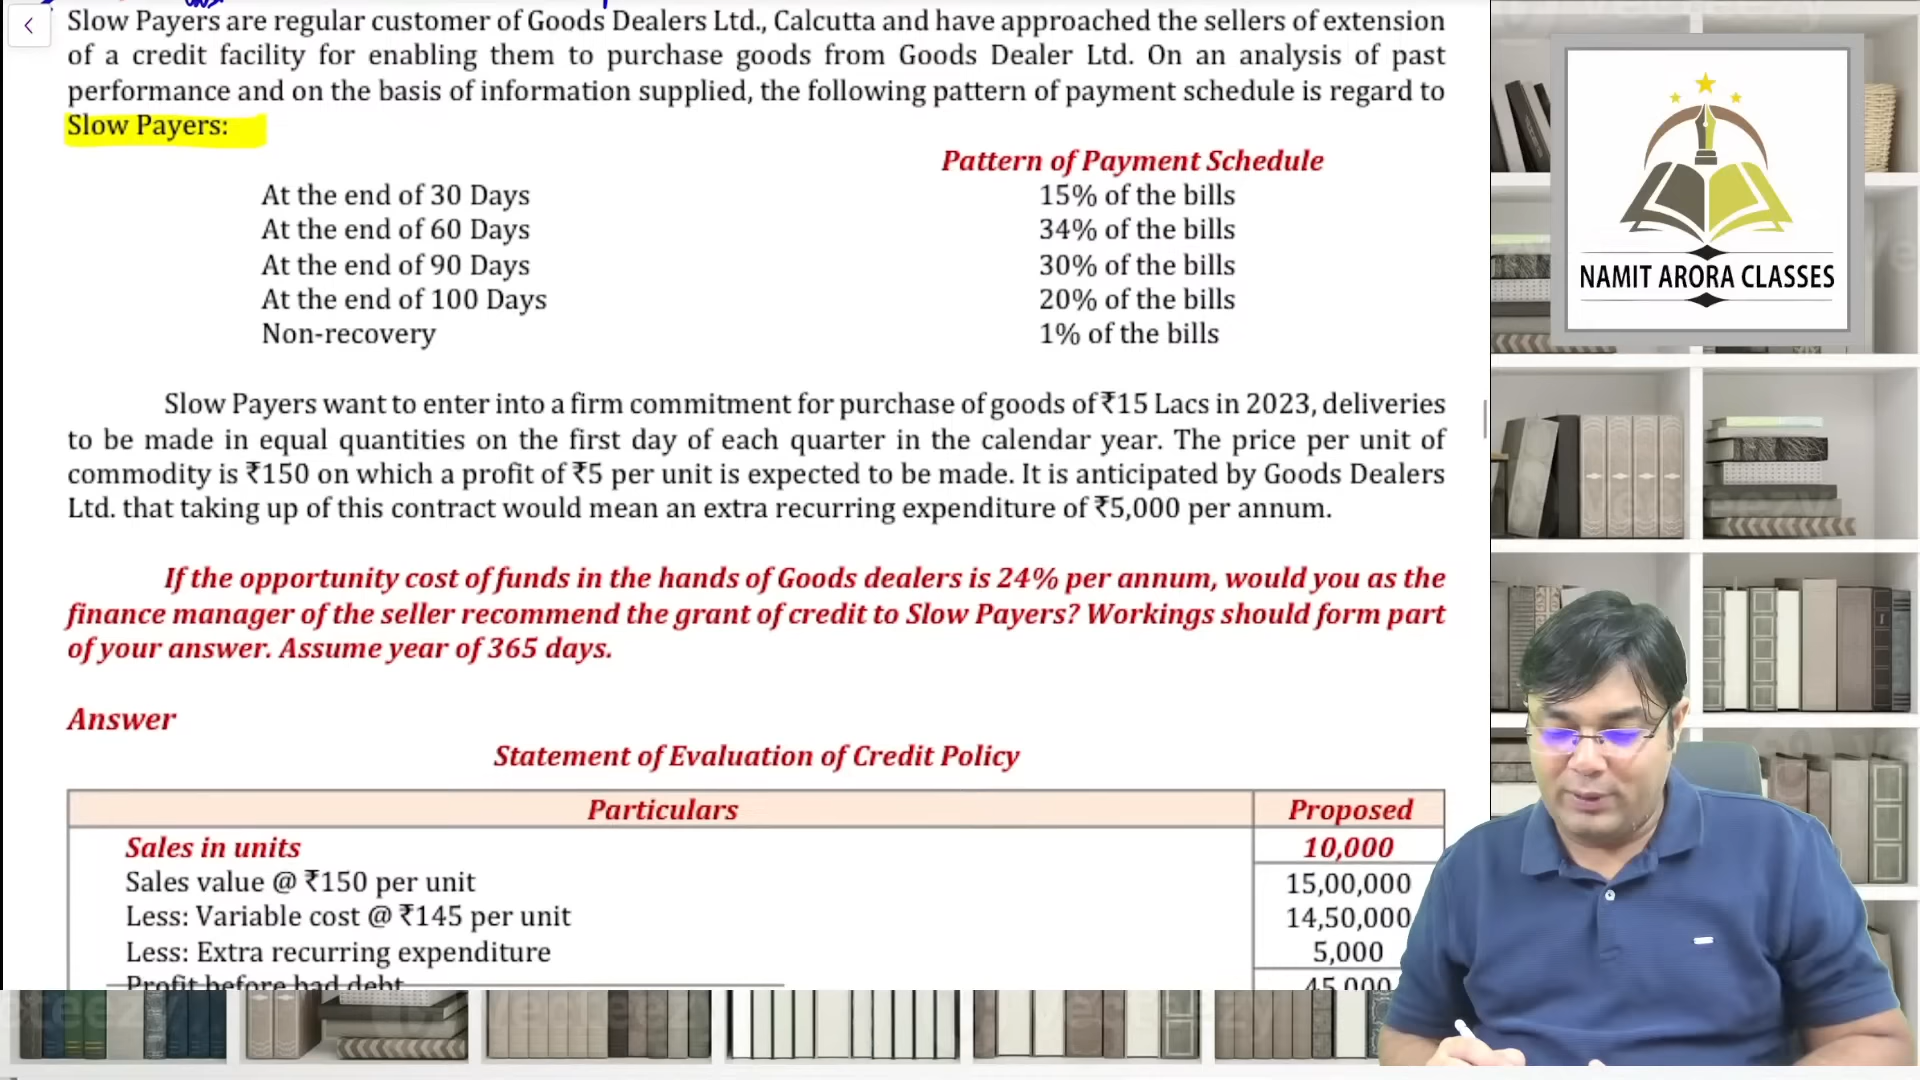 Slow Payers are regular customer of Goods Dealers Ltd., Calcutta and have approached the sellers of extension
of a credit facility for enabling them to purchase goods from Goods Dealer Ltd. On an analysis of past
performance and on the basis of information supplied, the following pattern of payment schedule is regard to
Slow Payers:
Pattern of Payment Schedule
At the end of 30 Days 15% of the bills
At the end of 60 Days 34% of the bills
At the end of 90 Days 30% of the bills
At the end of 100 Days 20% of the bills
Non-recovery 1% of the bills
Slow Payers want to enter into a firm commitment for purchase of goods of ₹15 Lacs in 2023, deliveries
to be made in equal quantities on the first day of each quarter in the calendar year. The price per unit of
commodity is ₹150 on which a profit of ₹5 per unit is expected to be made. It is anticipated by Goods Dealers
Ltd. that taking up of this contract would mean an extra recurring expenditure of ₹5,000 per annum.
If the opportunity cost of funds in the hands of Goods dealers is 24% per annum, would you as the
finance manager of the seller recommend the grant of credit to Slow Payers? Workings should form part
of your answer. Assume year of 365 days.
Answer
Statement of Evaluation of Credit Policy
Particulars Proposed
Sales in units 10,000
Sales value @ ₹150 per unit 15,00,000
Less: Variable cost @ ₹145 per unit 14,50,000
Less: Extra recurring expenditure 5,000
Profit before bad debt 45,000
NAMIT ARORA CLASSES